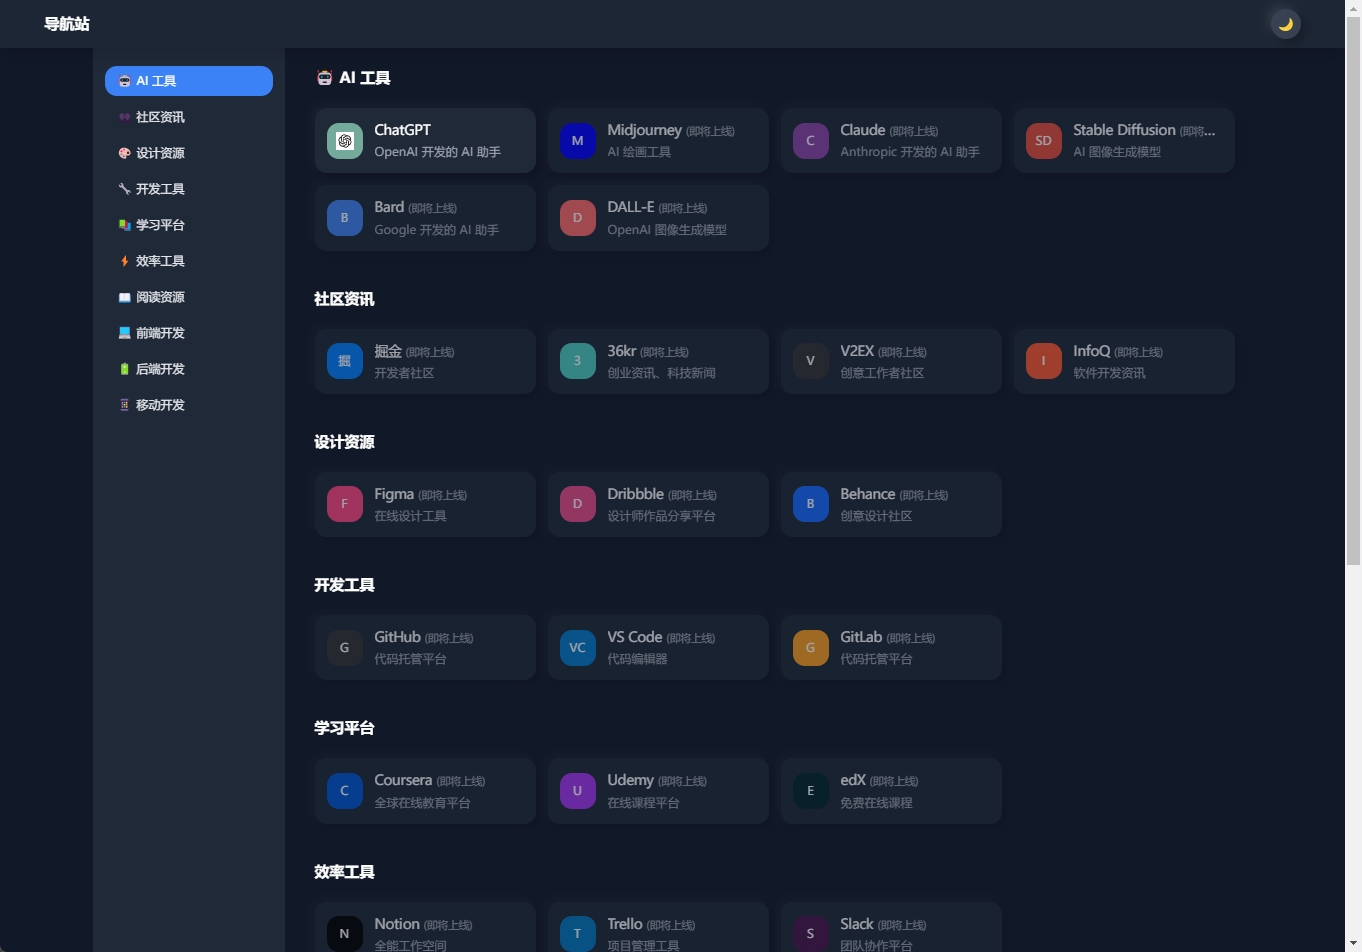 导航站
AI 工具
社区资讯
设计资源
开发工具
学习平台
效率工具
阅读资源
前端开发
后端开发
移动开发
AI 工具
ChatGPT
OpenAI 开发的 AI 助手
M
Midjourney (即将上线)
AI 绘画工具
C
Claude (即将上线)
Anthropic 开发的 AI 助手
SD
Stable Diffusion (即将...
AI 图像生成模型
B
Bard (即将上线)
Google 开发的 AI 助手
D
DALL-E (即将上线)
OpenAI 图像生成模型
社区资讯
掘
掘金 (即将上线)
开发者社区
3
36kr (即将上线)
创业资讯、科技新闻
V
V2EX (即将上线)
创意工作者社区
I
InfoQ (即将上线)
软件开发资讯
设计资源
F
Figma (即将上线)
在线设计工具
D
Dribbble (即将上线)
设计师作品分享平台
B
Behance (即将上线)
创意设计社区
开发工具
G
GitHub (即将上线)
代码托管平台
VC
VS Code (即将上线)
代码编辑器
G
GitLab (即将上线)
代码托管平台
学习平台
C
Coursera (即将上线)
全球在线教育平台
U
Udemy (即将上线)
在线课程平台
E
edX (即将上线)
免费在线课程
效率工具
N
Notion (即将上线)
全能工作空间
T
Trello (即将上线)
项目管理工具
S
Slack (即将上线)
团队协作平台